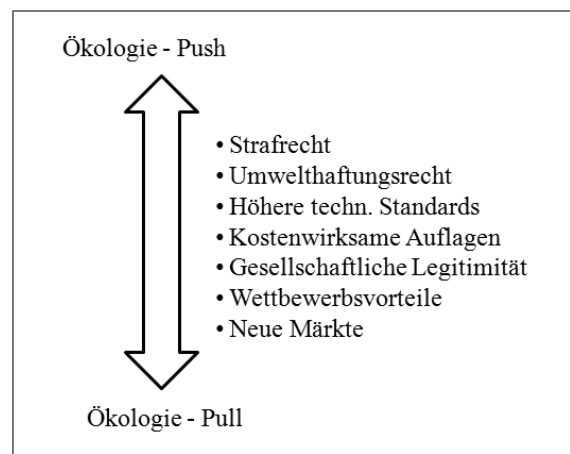 Ökologie - Push
• Strafrecht
• Umwelthaftungsrecht
• Höhere techn. Standards
• Kostenwirksame Auflagen
• Gesellschaftliche Legitimität
• Wettbewerbsvorteile
• Neue Märkte
Ökologie - Pull